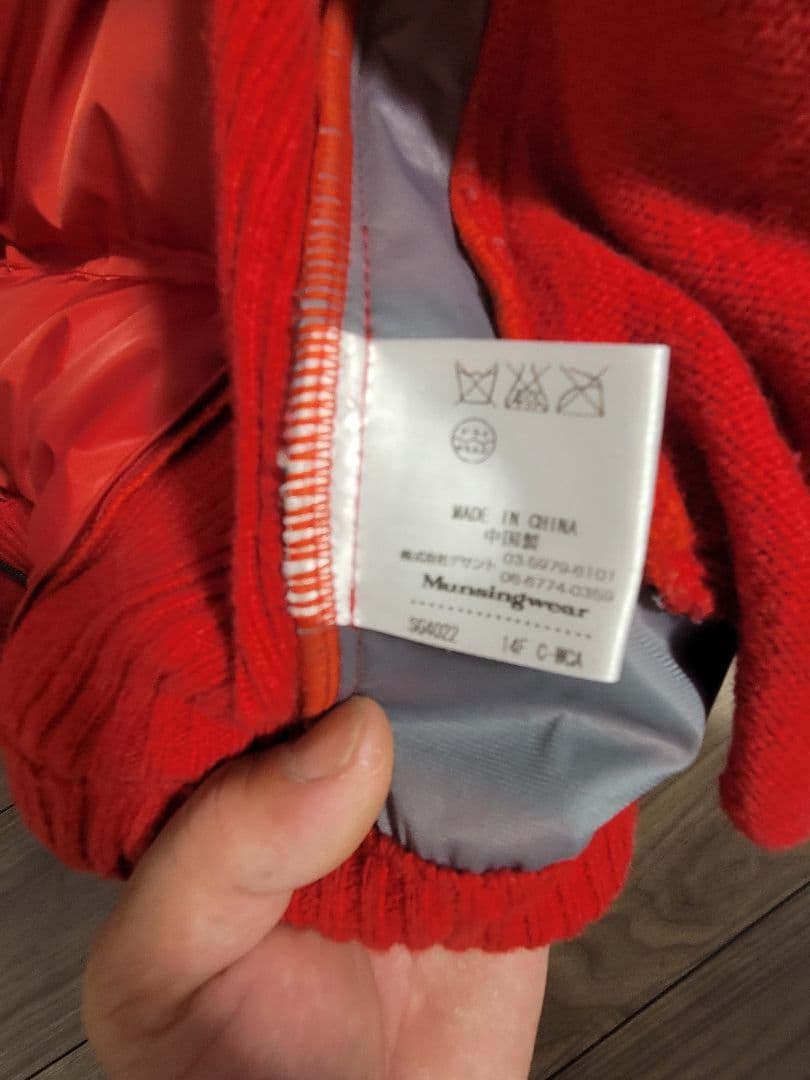 MADE IN CHINA
中国製
株式会社デサント 03-5979-6101
06-6774-0359
Munsingwear
SG4022 14F C-WCA